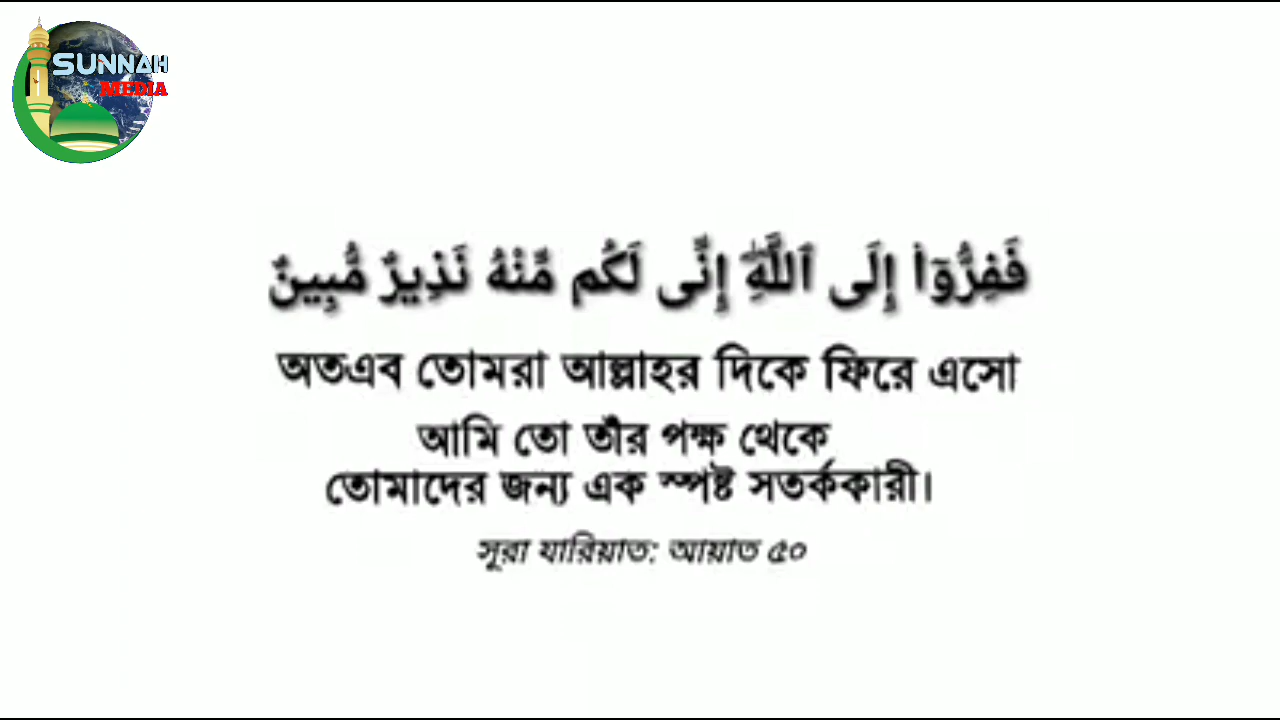 SUNNAH
MEDIA
فَفِرُّوٓا۟ إِلَى ٱللَّهِۖ إِنِّى لَكُم مِّنْهُ نَذِيرٌ مُّبِينٌ
অতএব তোমরা আল্লাহর দিকে ফিরে এসো
আমি তো তাঁর পক্ষ থেকে
তোমাদের জন্য এক স্পষ্ট সতর্ককারী।
সূরা যারিয়াত: আয়াত ৫০